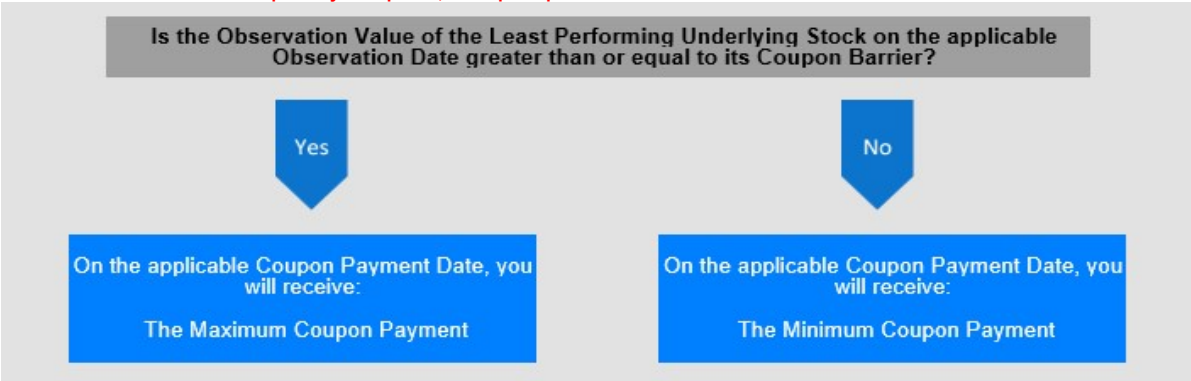 Is the Observation Value of the Least Performing Underlying Stock on the applicable
Observation Date greater than or equal to its Coupon Barrier?
Yes
No
On the applicable Coupon Payment Date, you
will receive:
The Maximum Coupon Payment
On the applicable Coupon Payment Date, you
will receive:
The Minimum Coupon Payment